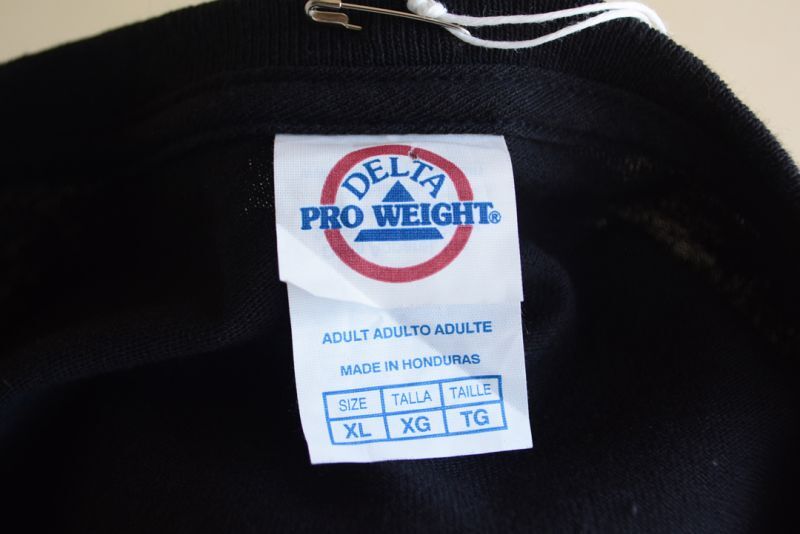 DELTA
PRO WEIGHT®
ADULT ADULTO ADULTE
MADE IN HONDURAS
SIZE TALLA TAILLE
XL XG TG